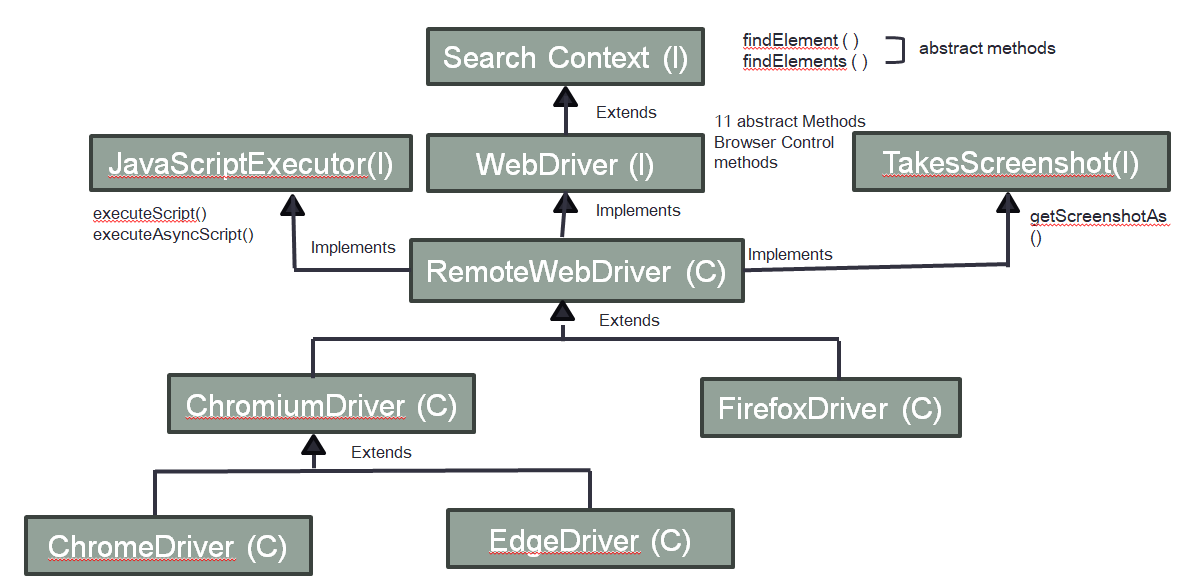 Search Context (I)
findElement ( )
findElements ( )
abstract methods
Extends
JavaScriptExecutor(I)
WebDriver (I)
11 abstract Methods
Browser Control
methods
TakesScreenshot(I)
executeScript()
executeAsyncScript()
Implements
getScreenshotAs
()
Implements
RemoteWebDriver (C)
Implements
Extends
ChromiumDriver (C)
FirefoxDriver (C)
Extends
ChromeDriver (C)
EdgeDriver (C)